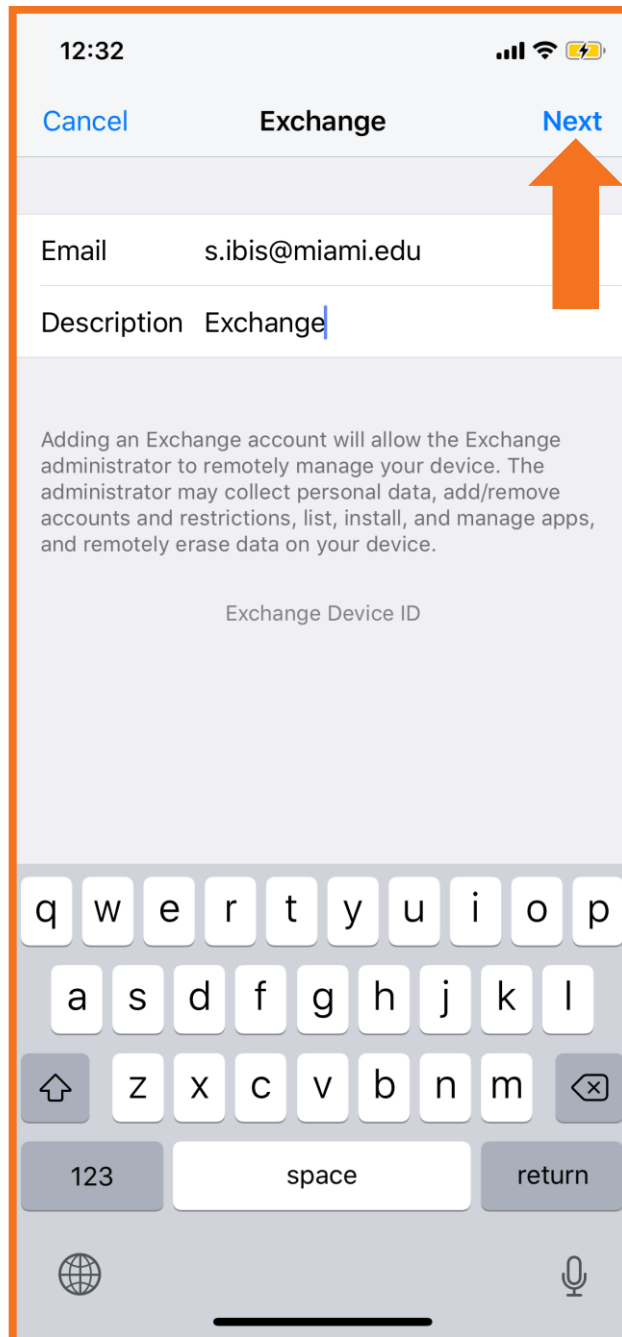 12:32
Cancel Exchange Next
Email s.ibis@miami.edu
Description Exchange
Adding an Exchange account will allow the Exchange
administrator to remotely manage your device. The
administrator may collect personal data, add/remove
accounts and restrictions, list, install, and manage apps,
and remotely erase data on your device.
Exchange Device ID
q w e r t y u i o p
a s d f g h j k l
z x c v b n m
123 space return